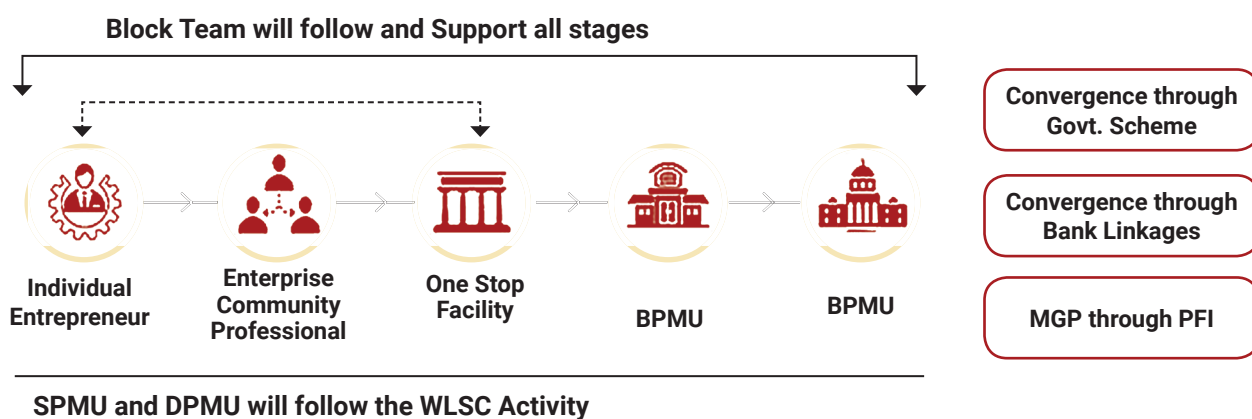 Block Team will follow and Support all stages
Convergence through
Govt. Scheme
Convergence through
Bank Linkages
MGP through PFI
Individual
Entrepreneur
Enterprise
Community
Professional
One Stop
Facility
BPMU
BPMU
SPMU and DPMU will follow the WLSC Activity